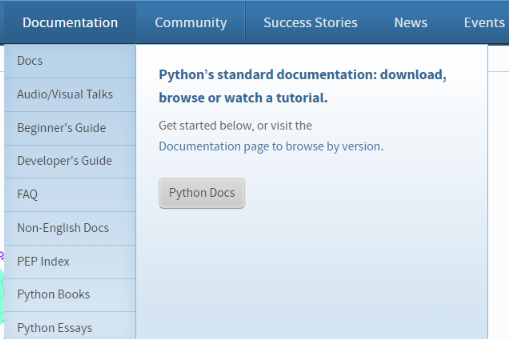 Documentation
Community
Success Stories
News
Events
Docs
Audio/Visual Talks
Beginner's Guide
Developer's Guide
FAQ
Non-English Docs
PEP Index
Python Books
Python Essays
Python’s standard documentation: download,
browse or watch a tutorial.
Get started below, or visit the
Documentation page to browse by version.
Python Docs